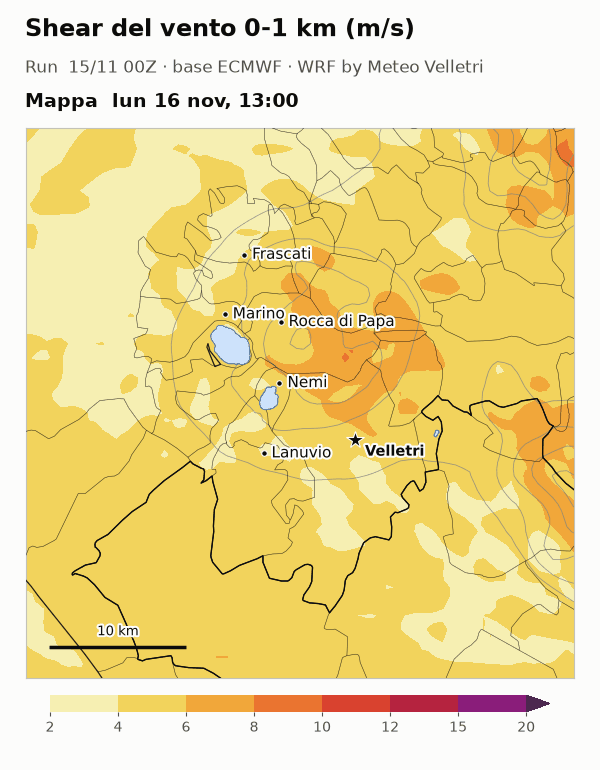 Shear del vento 0-1 km (m/s)
Run  15/11 00Z · base ECMWF · WRF by Meteo Velletri
Mappa  lun 16 nov, 13:00
Frascati
Marino
Rocca di Papa
Nemi
Velletri
Lanuvio
10 km
2 4 6 8 10 12 15 20